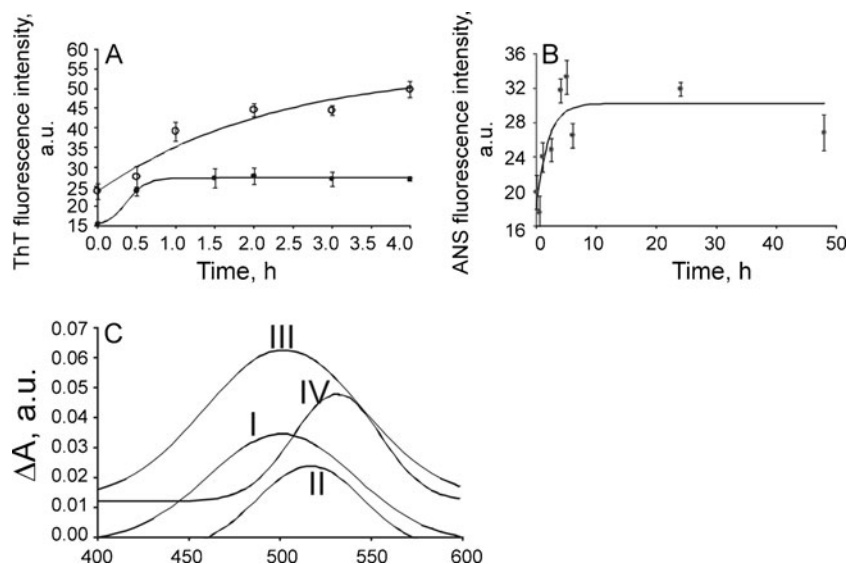 A
ThT fluorescence intensity,
a.u.
60
55
50
45
40
35
30
25
20
15
0.0 0.5 1.0 1.5 2.0 2.5 3.0 3.5 4.0
Time, h
B
ANS fluorescence intensity,
a.u.
36
32
28
24
20
16
0 10 20 30 40 50
Time, h
C
ΔA, a.u.
0.07
0.06
0.05
0.04
0.03
0.02
0.01
0.00
III
IV
I
II
400 450 500 550 600